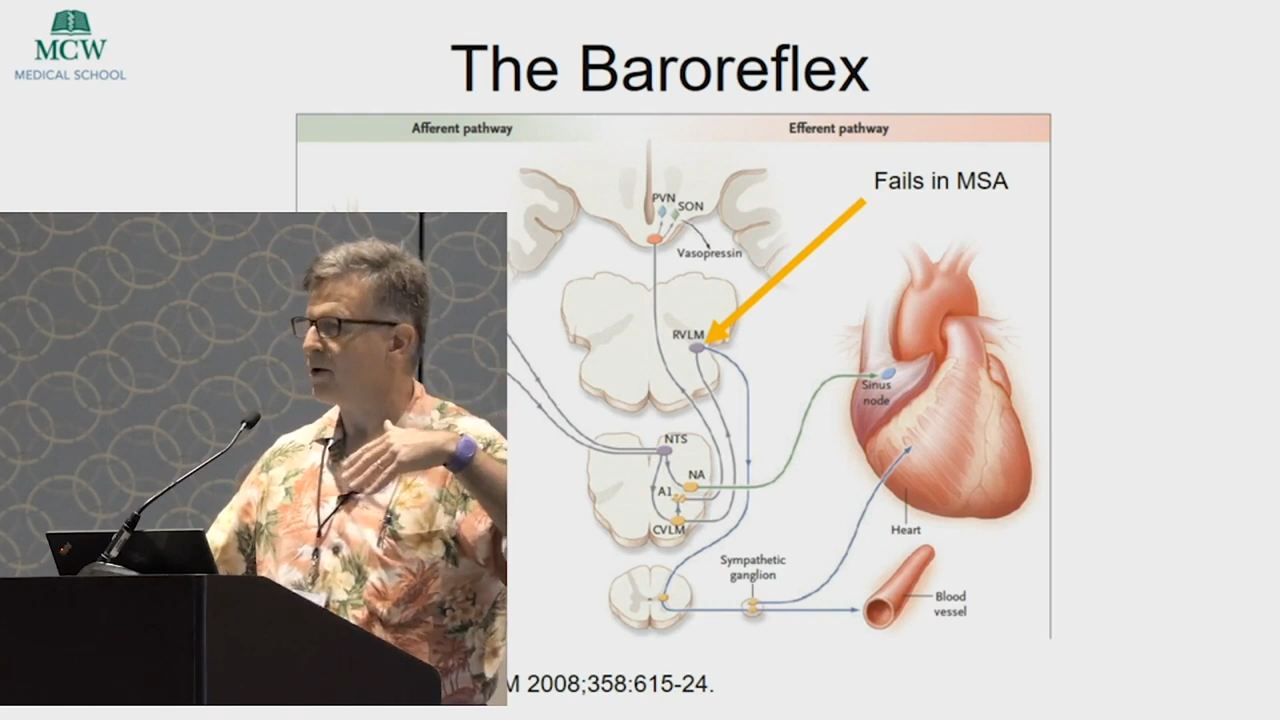 MCW
MEDICAL SCHOOL
The Baroreflex
Afferent pathway
Efferent pathway
Fails in MSA
PVN
SON
Vasopressin
RVLM
Sinus
node
NTS
NA
A1
CVLM
Heart
Sympathetic
ganglion
Blood
vessel
2008;358:615-24.